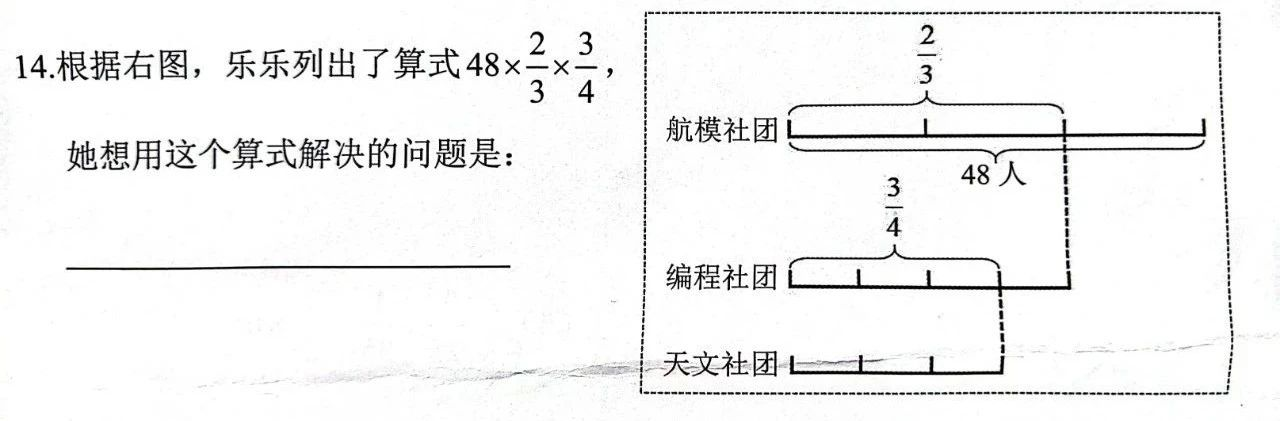 14.根据右图，乐乐列出了算式48×2/3×3/4，
她想用这个算式解决的问题是：
2/3
航模社团
48人
3/4
编程社团
天文社团